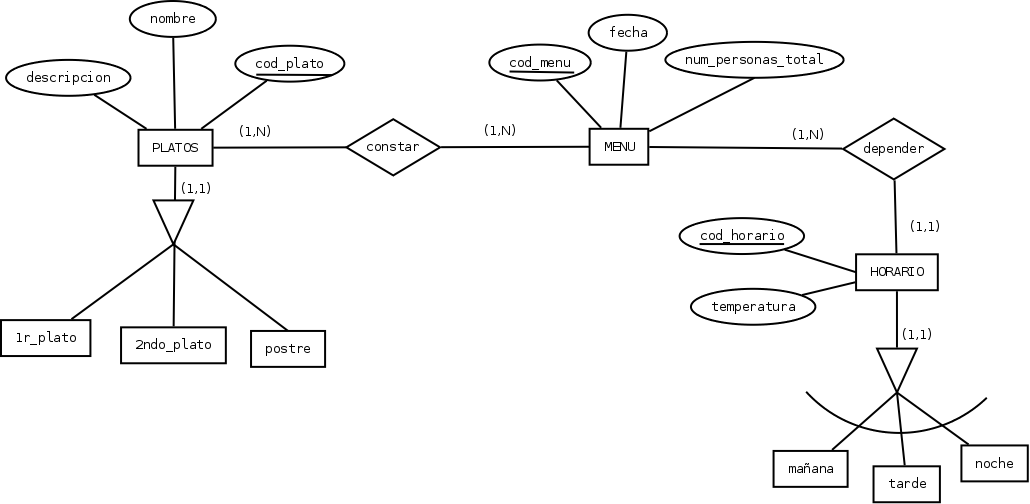 nombre
fecha
descripcion
cod_plato
cod_menu
num_personas_total
(1,N)
(1,N)
(1,N)
PLATOS
constar
MENU
depender
(1,1)
(1,1)
cod_horario
HORARIO
temperatura
1r_plato
2ndo_plato
postre
(1,1)
mañana
tarde
noche